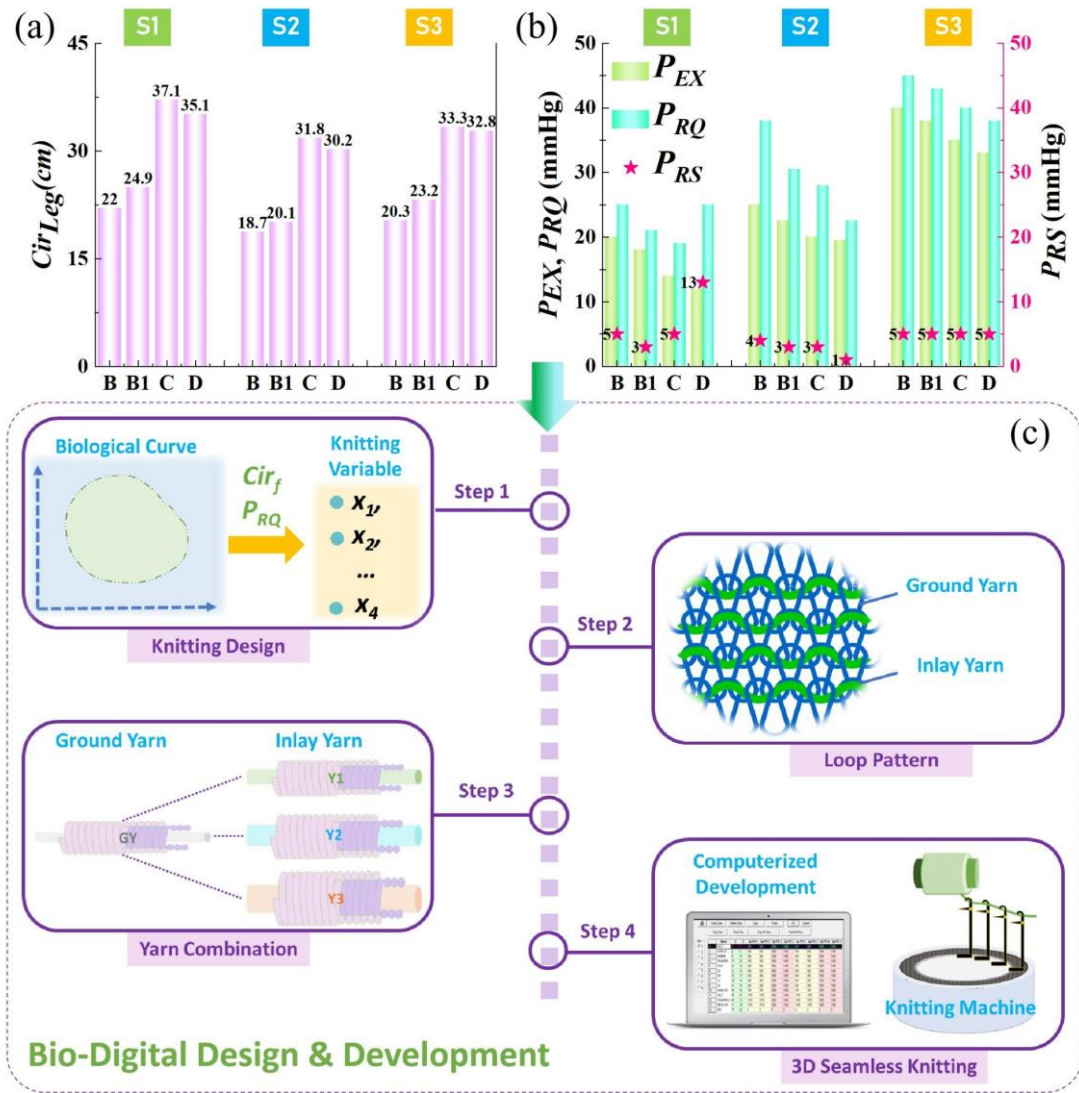 (a)
S1
S2
S3
Cir_Leg(cm)
45
30
15
0
22
24.9
37.1
35.1
18.7
20.1
31.8
30.2
20.3
23.2
33.3
32.8
B B1 C D B B1 C D B B1 C D
(b)
S1
S2
S3
P_EX, P_RQ (mmHg)
50
40
30
20
10
0
P_EX
P_RQ
P_RS
5
3
5
13
4
3
3
1
5
5
5
5
B B1 C D B B1 C D B B1 C D
50
40
30
20
10
0
P_RS (mmHg)
(c)
Biological Curve
Cir_f
P_RQ
Knitting
Variable
x_1,
x_2,
...
x_4
Knitting Design
Step 1
Step 2
Ground Yarn
Inlay Yarn
Loop Pattern
Ground Yarn
Inlay Yarn
GY
Y1
Y2
Y3
Yarn Combination
Step 3
Step 4
Computerized
Development
Knitting Machine
3D Seamless Knitting
Bio-Digital Design & Development